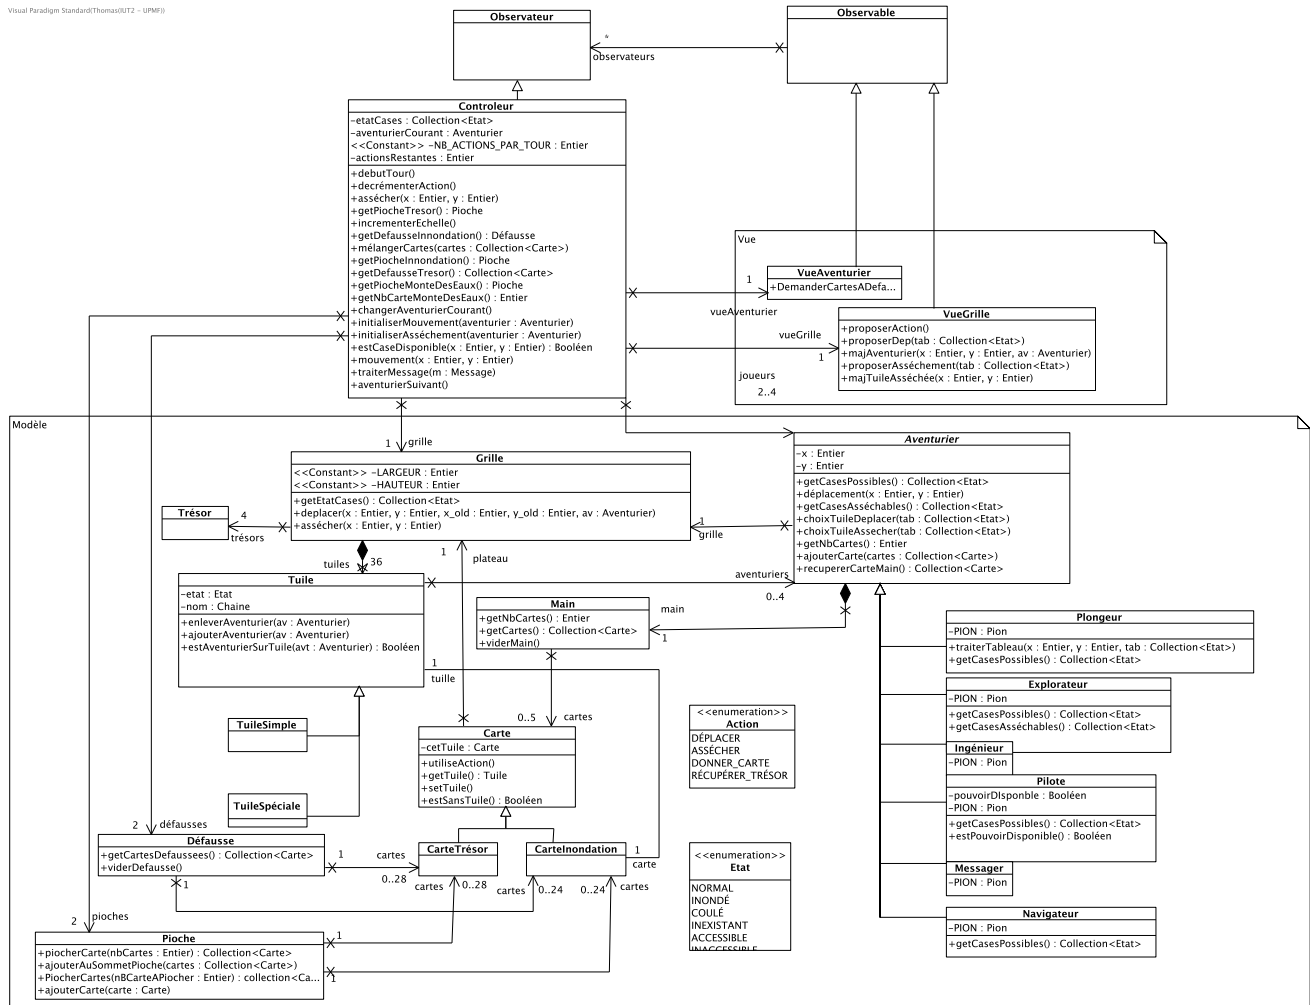 Visual Paradigm Standard(Thomas(IUT2 - UPMF))
Observateur
Observable
*
observateurs
Controleur
-etatCases : Collection<Etat>
-aventurierCourant : Aventurier
<<Constant>> -NB_ACTIONS_PAR_TOUR : Entier
-actionsRestantes : Entier
+debutTour()
+decrémenterAction()
+assécher(x : Entier, y : Entier)
+getPiocheTresor() : Pioche
+incrementerEchelle()
+getDefausseInnondation() : Défausse
+mélangerCartes(cartes : Collection<Carte>)
+getPiocheInnondation() : Pioche
+getDefausseTresor() : Collection<Carte>
+getPiocheMonteDesEaux() : Pioche
+getNbCarteMonteDesEaux() : Entier
+changerAventurierCourant()
+initialiserMouvement(aventurier : Aventurier)
+initialiserAsséchement(aventurier : Aventurier)
+estCaseDisponible(x : Entier, y : Entier) : Booléen
+mouvement(x : Entier, y : Entier)
+traiterMessage(m : Message)
+aventurierSuivant()
Vue
VueAventurier
+DemanderCartesADefa...
1
vueAventurier
VueGrille
+proposerAction()
+proposerDep(tab : Collection<Etat>)
+majAventurier(x : Entier, y : Entier, av : Aventurier)
+proposerAsséchement(tab : Collection<Etat>)
+majTuileAsséchée(x : Entier, y : Entier)
vueGrille
1
joueurs
2..4
Modèle
1
grille
Grille
<<Constant>> -LARGEUR : Entier
<<Constant>> -HAUTEUR : Entier
+getEtatCases() : Collection<Etat>
+deplacer(x : Entier, y : Entier, x_old : Entier, y_old : Entier, av : Aventurier)
+assécher(x : Entier, y : Entier)
Aventurier
-x : Entier
-y : Entier
+getCasesPossibles() : Collection<Etat>
+déplacement(x : Entier, y : Entier)
+getCasesAsséchables() : Collection<Etat>
+choixTuileDeplacer(tab : Collection<Etat>)
+choixTuileAssecher(tab : Collection<Etat>)
+getNbCartes() : Entier
+ajouterCarte(cartes : Collection<Carte>)
+recupererCarteMain() : Collection<Carte>
Trésor
4
trésors
1
grille
tuiles
36
1
plateau
aventuriers
0..4
Tuile
-etat : Etat
-nom : Chaine
+enleverAventurier(av : Aventurier)
+ajouterAventurier(av : Aventurier)
+estAventurierSurTuile(avt : Aventurier) : Booléen
Main
+getNbCartes() : Entier
+getCartes() : Collection<Carte>
+viderMain()
main
1
1
tuille
Plongeur
-PION : Pion
+traiterTableau(x : Entier, y : Entier, tab : Collection<Etat>)
+getCasesPossibles() : Collection<Etat>
Explorateur
-PION : Pion
+getCasesPossibles() : Collection<Etat>
+getCasesAsséchables() : Collection<Etat>
Ingénieur
-PION : Pion
Pilote
-pouvoirDIsponble : Booléen
-PION : Pion
+getCasesPossibles() : Collection<Etat>
+estPouvoirDisponible() : Booléen
Messager
-PION : Pion
Navigateur
-PION : Pion
+getCasesPossibles() : Collection<Etat>
TuileSimple
TuileSpéciale
0..5
cartes
Carte
-cetTuile : Carte
+utiliseAction()
+getTuile() : Tuile
+setTuile()
+estSansTuile() : Booléen
<<enumeration>>
Action
DÉPLACER
ASSÉCHER
DONNER_CARTE
RÉCUPÉRER_TRÉSOR
<<enumeration>>
Etat
NORMAL
INONDÉ
COULÉ
INEXISTANT
ACCESSIBLE
INACCESSIBLE
2
défausses
Défausse
+getCartesDefaussees() : Collection<Carte>
+viderDefausse()
1
cartes
0..28
CarteTrésor
CarteInondation
1
carte
1
cartes
0..28
cartes
0..24
0..24
cartes
2
pioches
Pioche
+piocherCarte(nbCartes : Entier) : Collection<Carte>
+ajouterAuSommetPioche(cartes : Collection<Carte>)
+PiocherCartes(nBCarteAPiocher : Entier) : collection<Ca...
+ajouterCarte(carte : Carte)
1
1